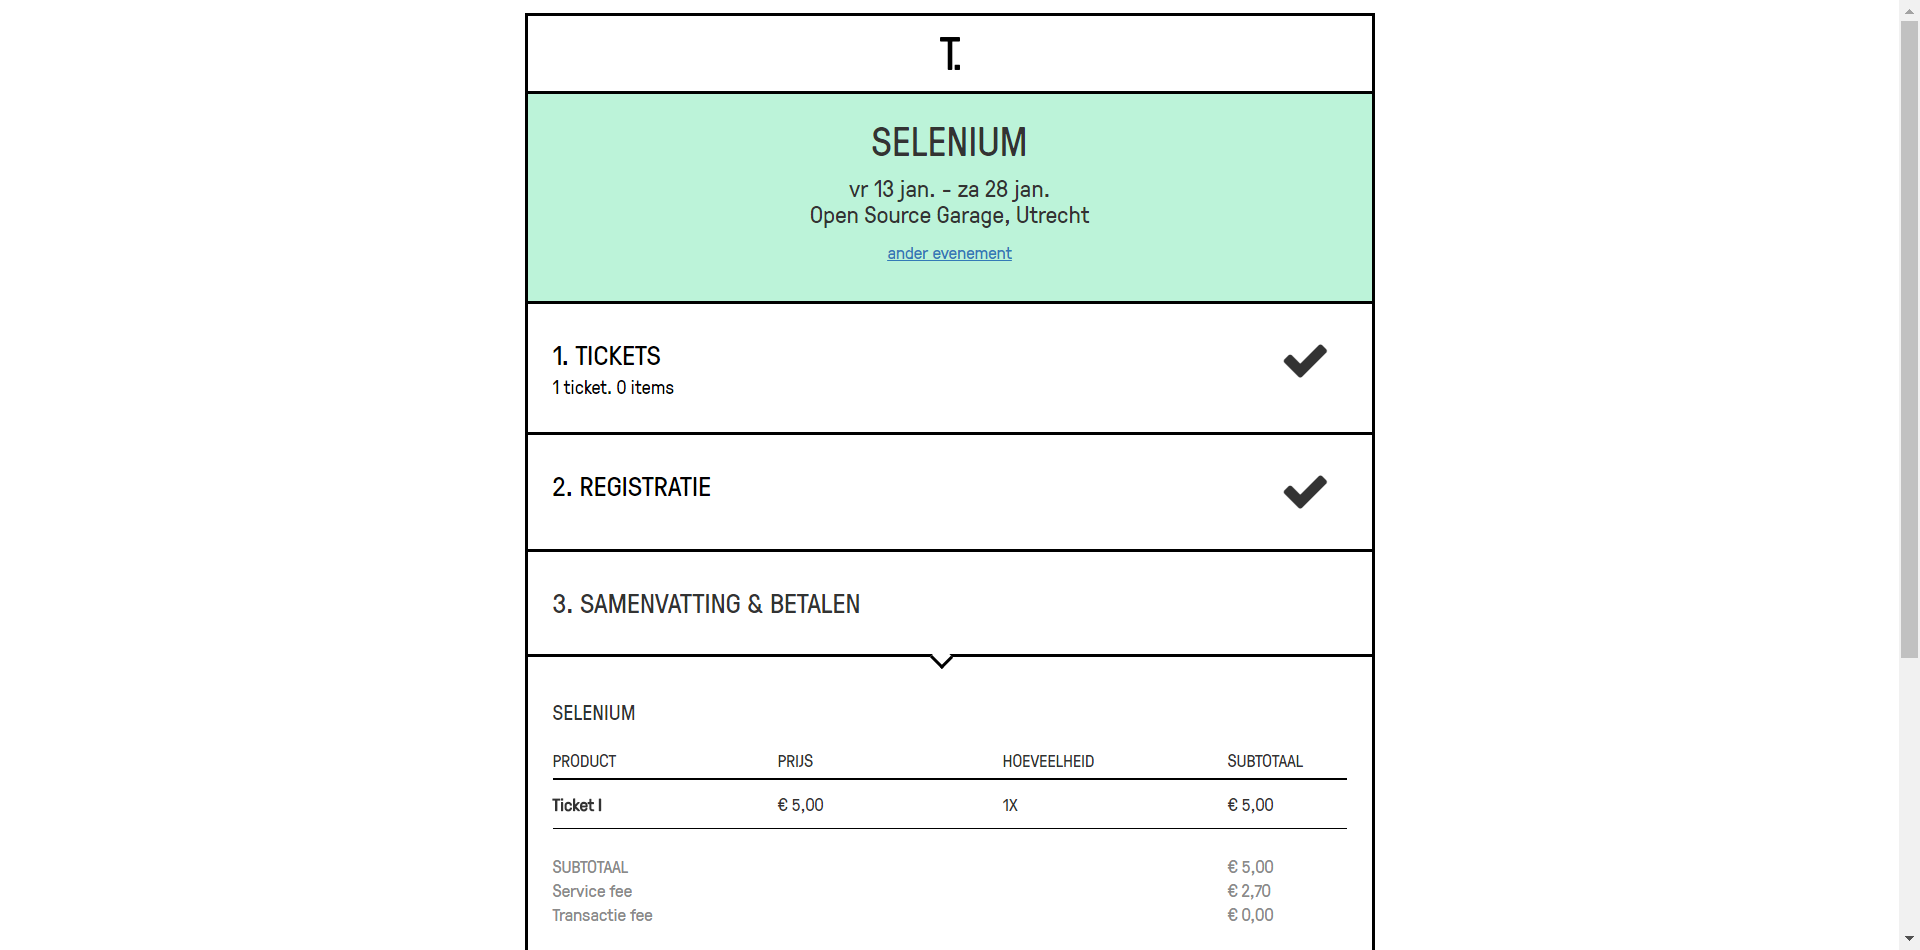 T.
SELENIUM
vr 13 jan. - za 28 jan.
Open Source Garage, Utrecht
ander evenement
1. TICKETS
1 ticket. 0 items
2. REGISTRATIE
3. SAMENVATTING & BETALEN
SELENIUM
PRODUCT PRIJS HOEVEELHEID SUBTOTAAL
Ticket I € 5,00 1X € 5,00
SUBTOTAAL € 5,00
Service fee € 2,70
Transactie fee € 0,00